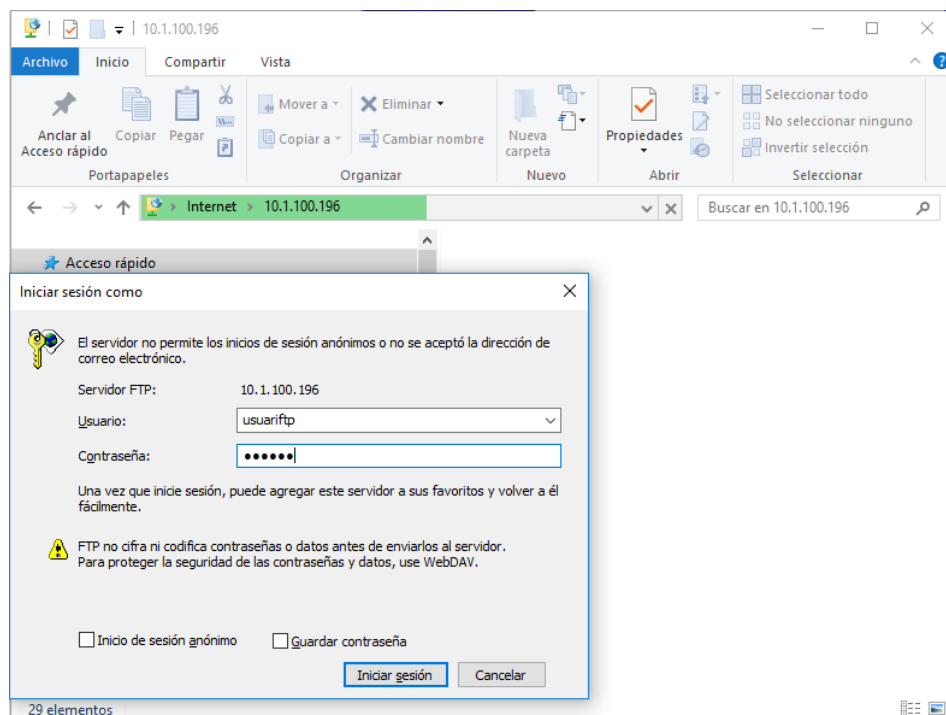 10.1.100.196
Archivo Inicio Compartir Vista
Anclar al Acceso rápido
Copiar
Pegar
Mover a
Copiar a
Eliminar
Cambiar nombre
Nueva carpeta
Propiedades
Seleccionar todo
No seleccionar ninguno
Invertir selección
Portapapeles Organizar Nuevo Abrir Seleccionar
Internet > 10.1.100.196
Buscar en 10.1.100.196
Acceso rápido
Iniciar sesión como
El servidor no permite los inicios de sesión anónimos o no se aceptó la dirección de
correo electrónico.
Servidor FTP: 10.1.100.196
Usuario: usuariftp
Contraseña: ••••••
Una vez que inicie sesión, puede agregar este servidor a sus favoritos y volver a él
fácilmente.
FTP no cifra ni codifica contraseñas o datos antes de enviarlos al servidor.
Para proteger la seguridad de las contraseñas y datos, use WebDAV.
Inicio de sesión anónimo Guardar contraseña
Iniciar sesión Cancelar
29 elementos